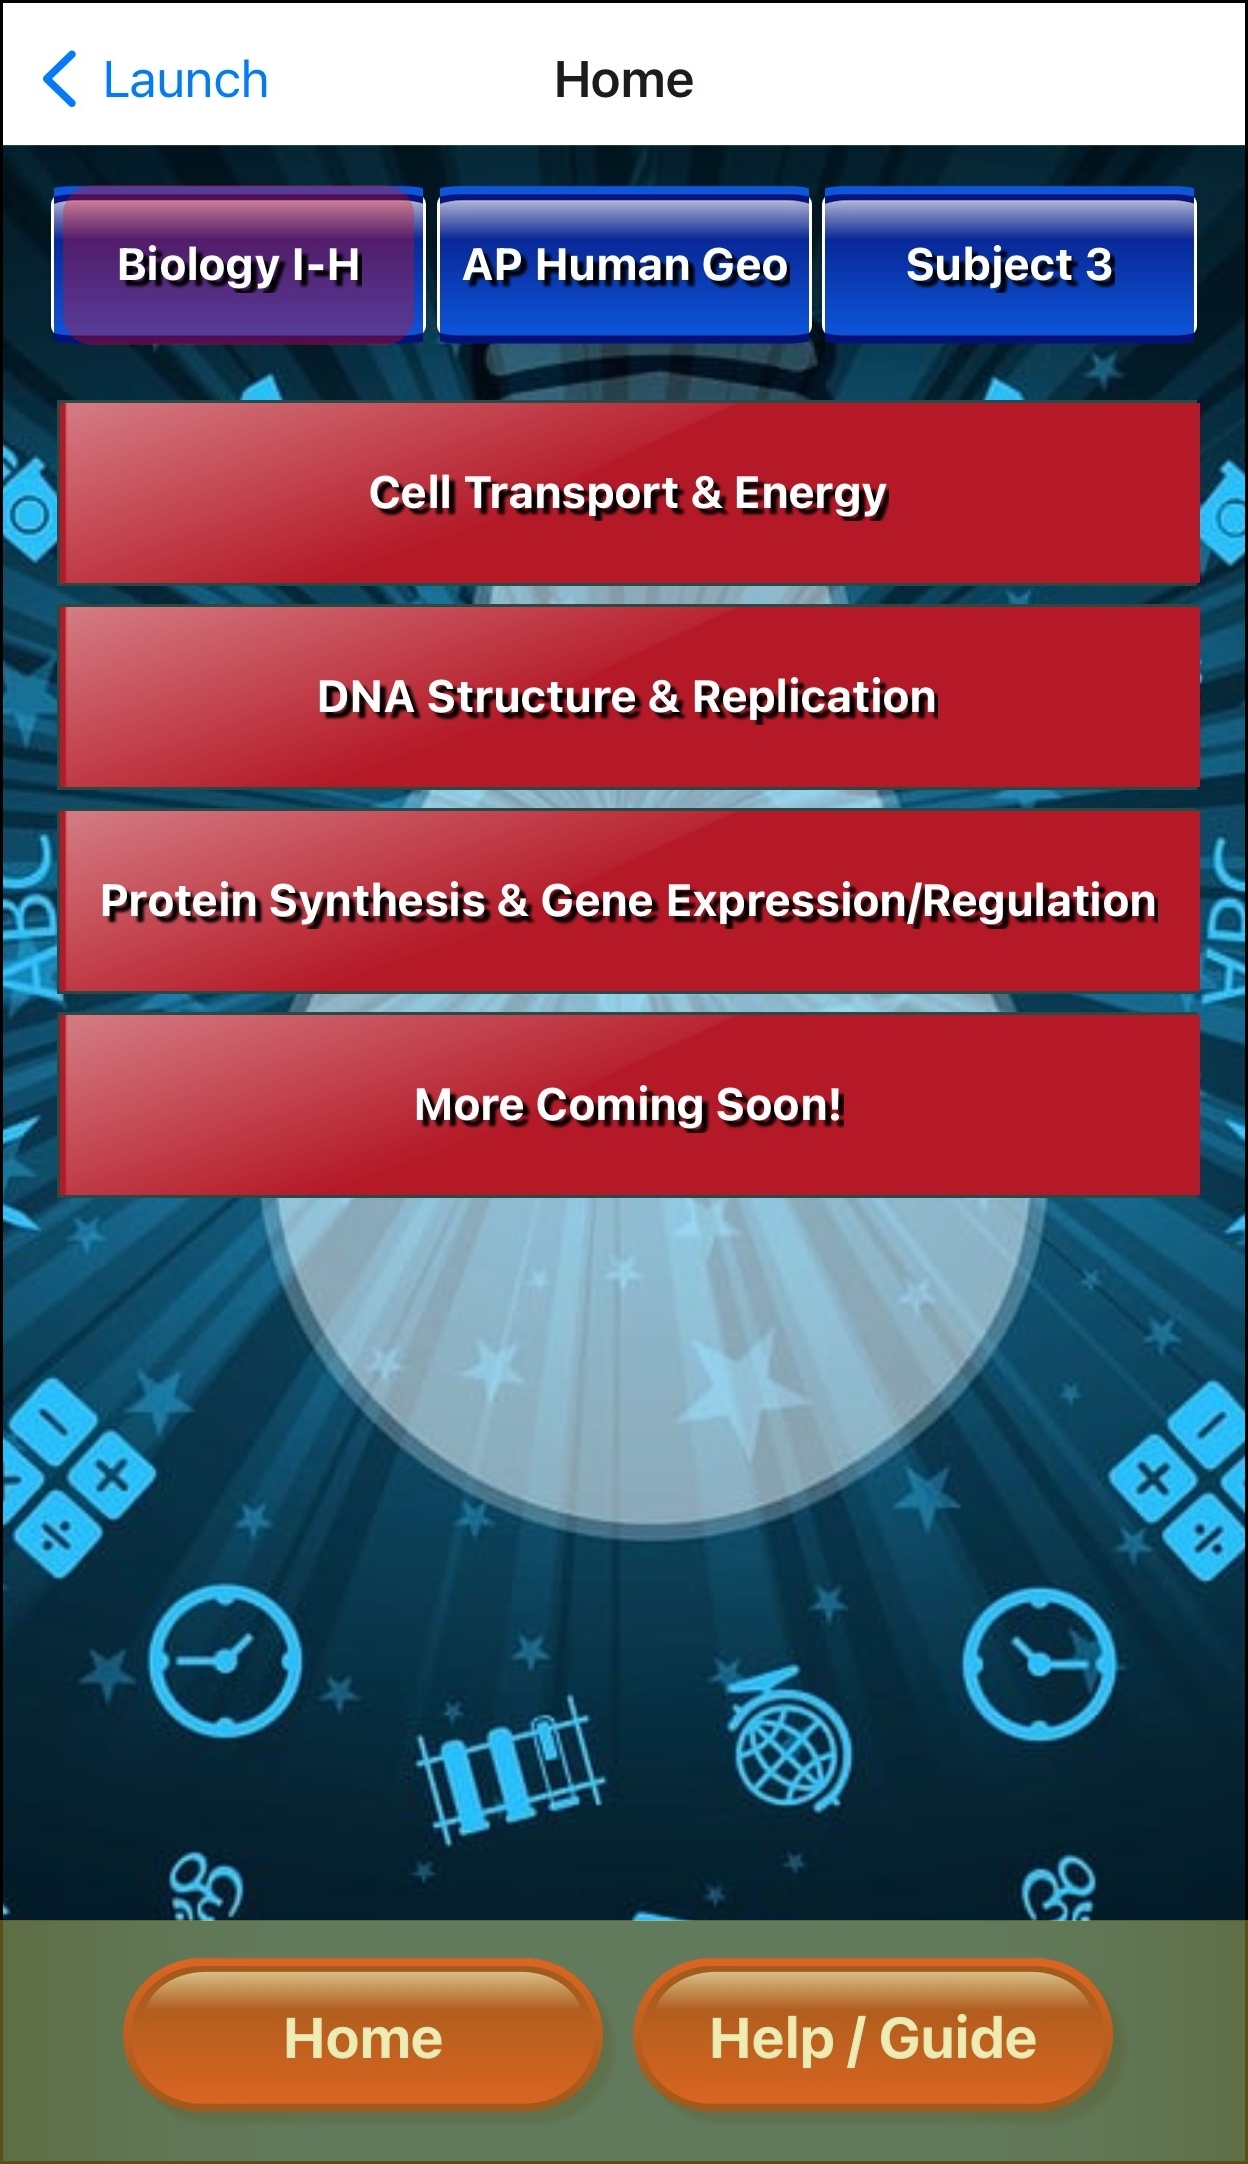 Launch
Home
Biology I-H
AP Human Geo
Subject 3
Cell Transport & Energy
DNA Structure & Replication
Protein Synthesis & Gene Expression/Regulation
More Coming Soon!
ABC
ABC
Home
Help / Guide